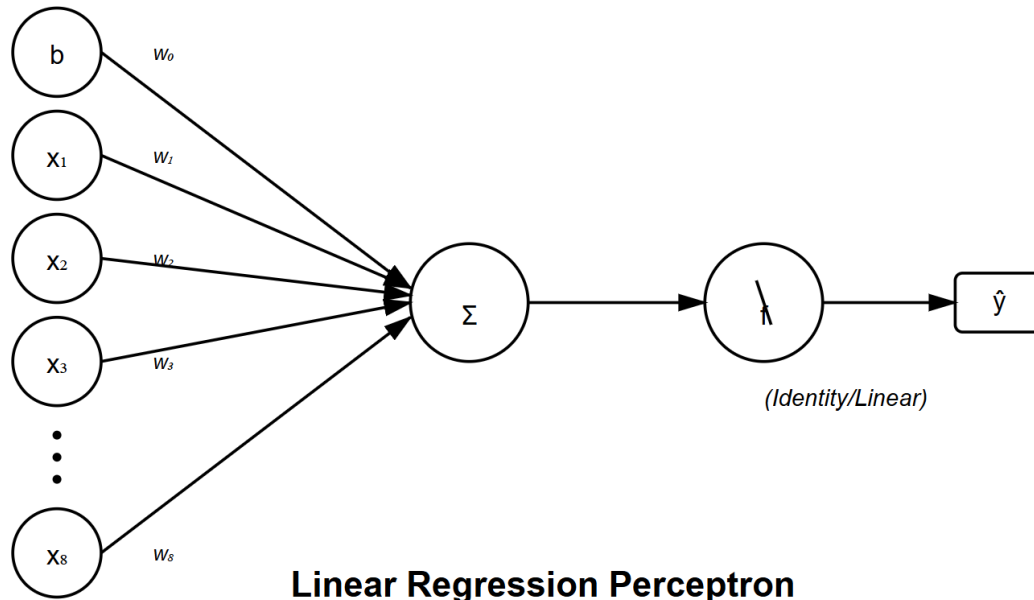 b
w₀
x₁
w₁
x₂
w₂
x₃
w₃
Σ
ŷ
(Identity/Linear)
x₈
w₈
Linear Regression Perceptron